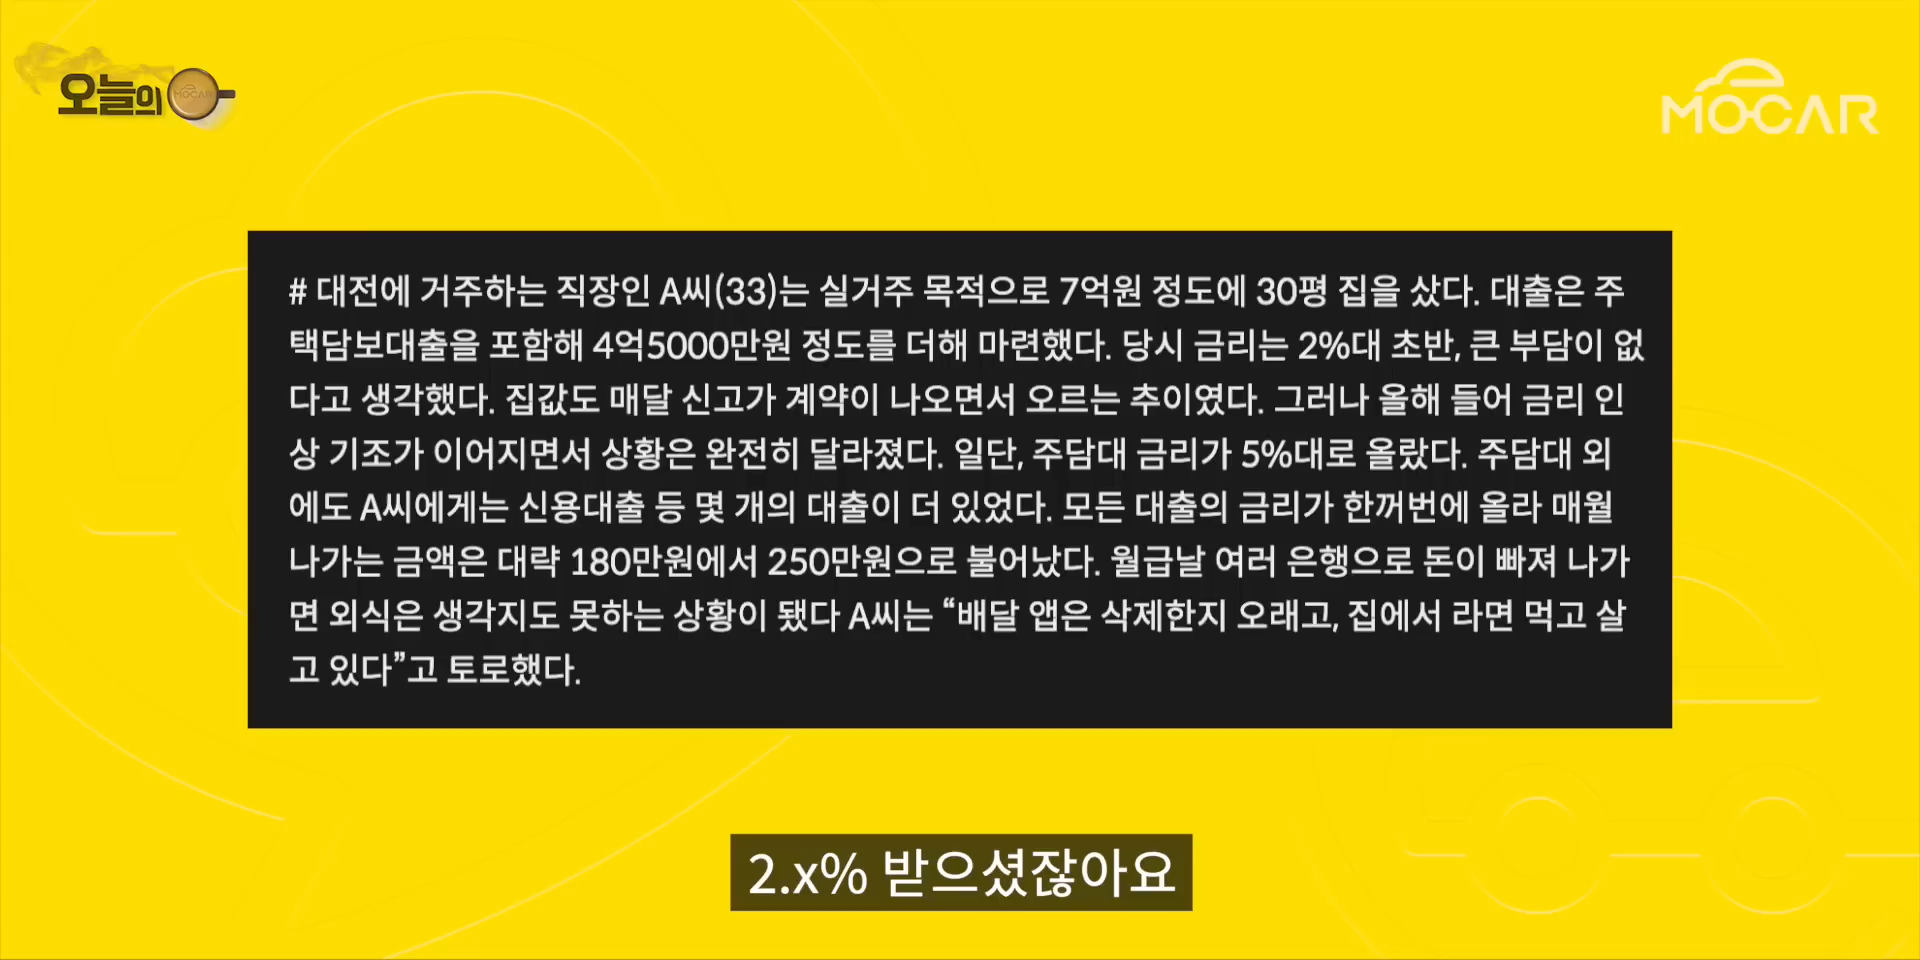 오늘의
MOCAR
MOCAR
# 대전에 거주하는 직장인 A씨(33)는 실거주 목적으로 7억원 정도에 30평 집을 샀다. 대출은 주
택담보대출을 포함해 4억5000만원 정도를 더해 마련했다. 당시 금리는 2%대 초반, 큰 부담이 없
다고 생각했다. 집값도 매달 신고가 계약이 나오면서 오르는 추이였다. 그러나 올해 들어 금리 인
상 기조가 이어지면서 상황은 완전히 달라졌다. 일단, 주담대 금리가 5%대로 올랐다. 주담대 외
에도 A씨에게는 신용대출 등 몇 개의 대출이 더 있었다. 모든 대출의 금리가 한꺼번에 올라 매월
나가는 금액은 대략 180만원에서 250만원으로 불어났다. 월급날 여러 은행으로 돈이 빠져 나가
면 외식은 생각지도 못하는 상황이 됐다 A씨는 “배달 앱은 삭제한지 오래고, 집에서 라면 먹고 살
고 있다”고 토로했다.
2.x% 받으셨잖아요